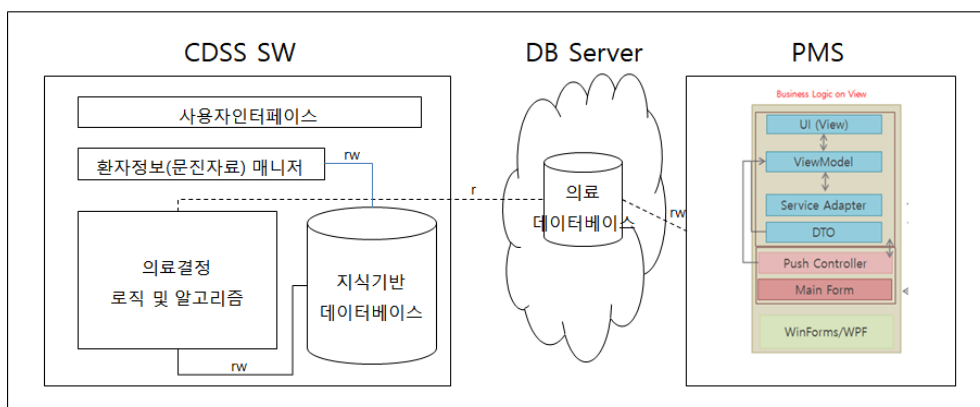 CDSS SW
DB Server
PMS
사용자인터페이스
환자정보(문진자료) 매니저
rw
의료결정
로직 및 알고리즘
지식기반
데이터베이스
rw
r
의료
데이터베이스
rw
Business Logic on View
UI (View)
ViewModel
Service Adapter
DTO
Push Controller
Main Form
WinForms/WPF